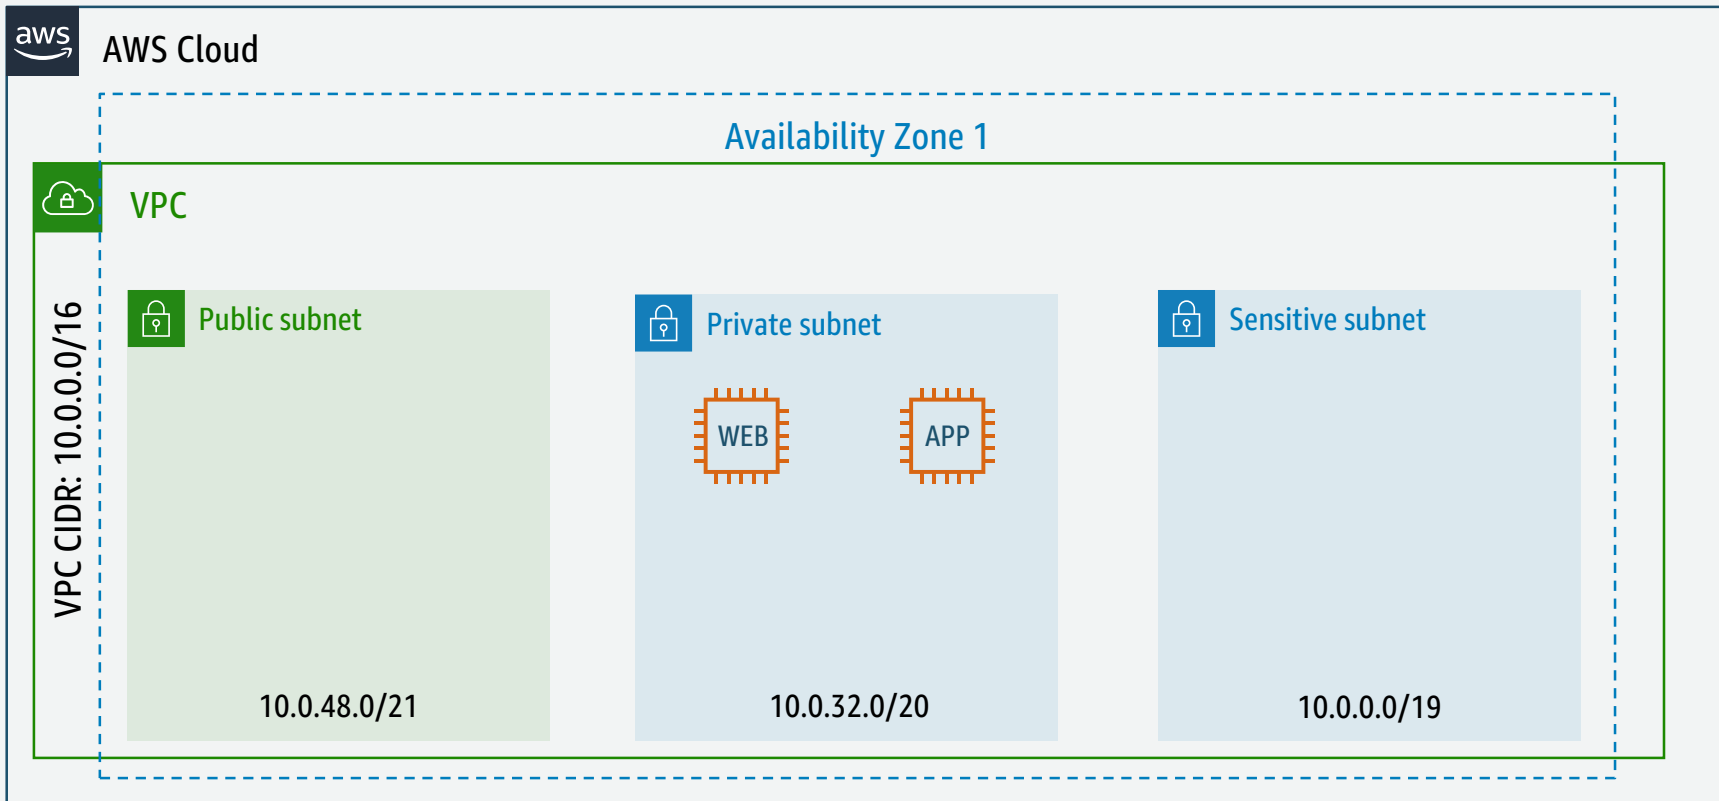 aws
AWS Cloud
Availability Zone 1
VPC
VPC CIDR: 10.0.0.0/16
Public subnet
10.0.48.0/21
Private subnet
WEB
APP
10.0.32.0/20
Sensitive subnet
10.0.0.0/19